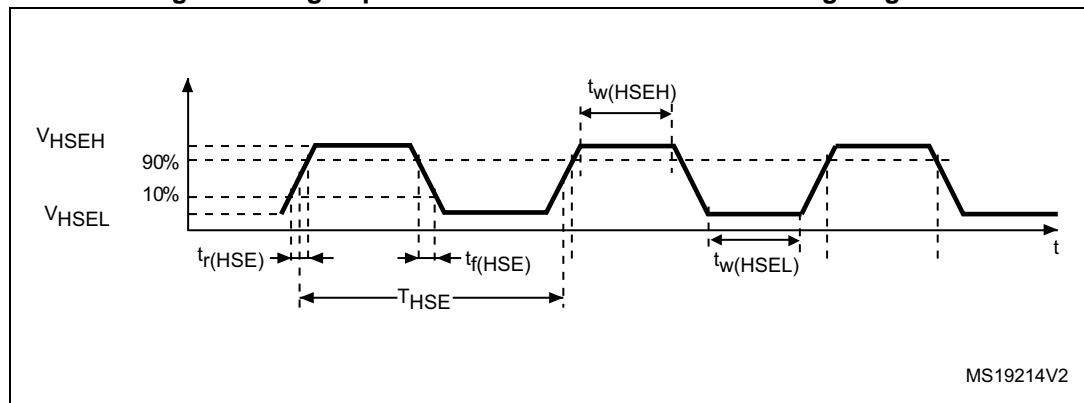 tw(HSEH)
VHSEH
90%
10%
VHSEL
t
tr(HSE)
tf(HSE)
tw(HSEL)
THSE
MS19214V2